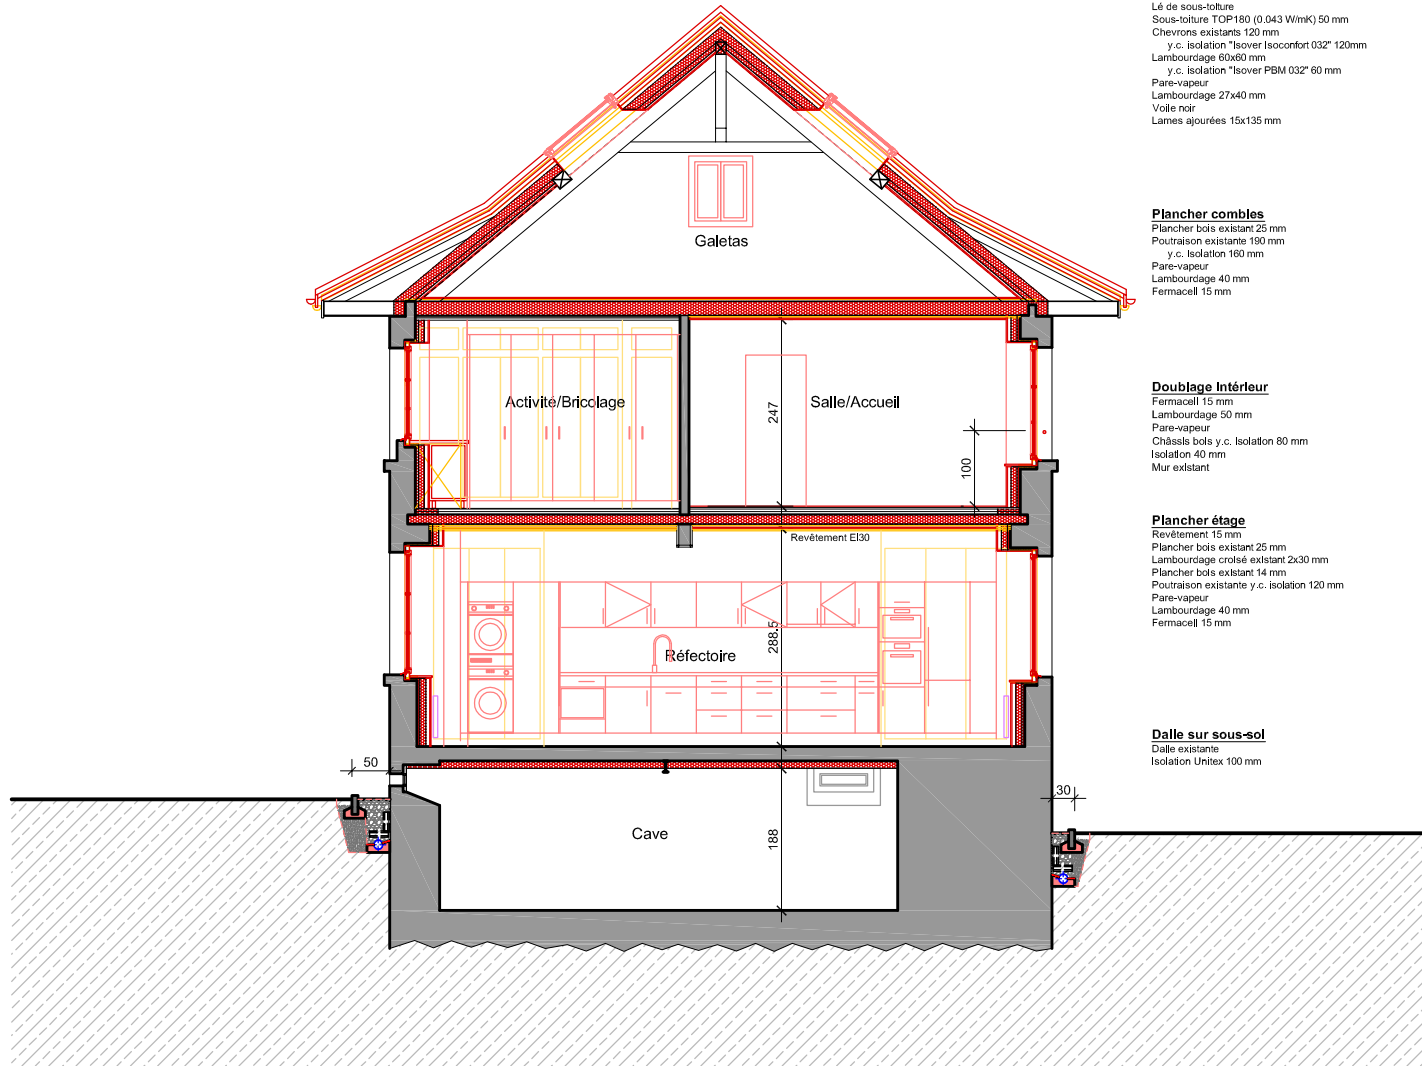 Lé de sous-toiture
Sous-toiture TOP180 (0.043 W/mK) 50 mm
Chevrons existants 120 mm
y.c. isolation "Isover Isoconfort 032" 120mm
Lambourdage 60x60 mm
y.c. isolation "Isover PBM 032" 60 mm
Pare-vapeur
Lambourdage 27x40 mm
Voile noir
Lames ajourées 15x135 mm
Plancher combles
Plancher bois existant 25 mm
Poutraison existante 190 mm
y.c. Isolation 160 mm
Pare-vapeur
Lambourdage 40 mm
Fermacell 15 mm
Galetas
Activité/Bricolage
Salle/Accueil
247
100
Doublage Intérieur
Fermacell 15 mm
Lambourdage 50 mm
Pare-vapeur
Châssis bois y.c. Isolation 80 mm
Isolation 40 mm
Mur existant
Revêtement EI30
Plancher étage
Revêtement 15 mm
Plancher bois existant 25 mm
Lambourdage croisé existant 2x30 mm
Plancher bois existant 14 mm
Poutraison existante y.c. isolation 120 mm
Pare-vapeur
Lambourdage 40 mm
Fermacell 15 mm
Réfectoire
288.5
Dalle sur sous-sol
Dalle existante
Isolation Unitex 100 mm
50
30
Cave
188